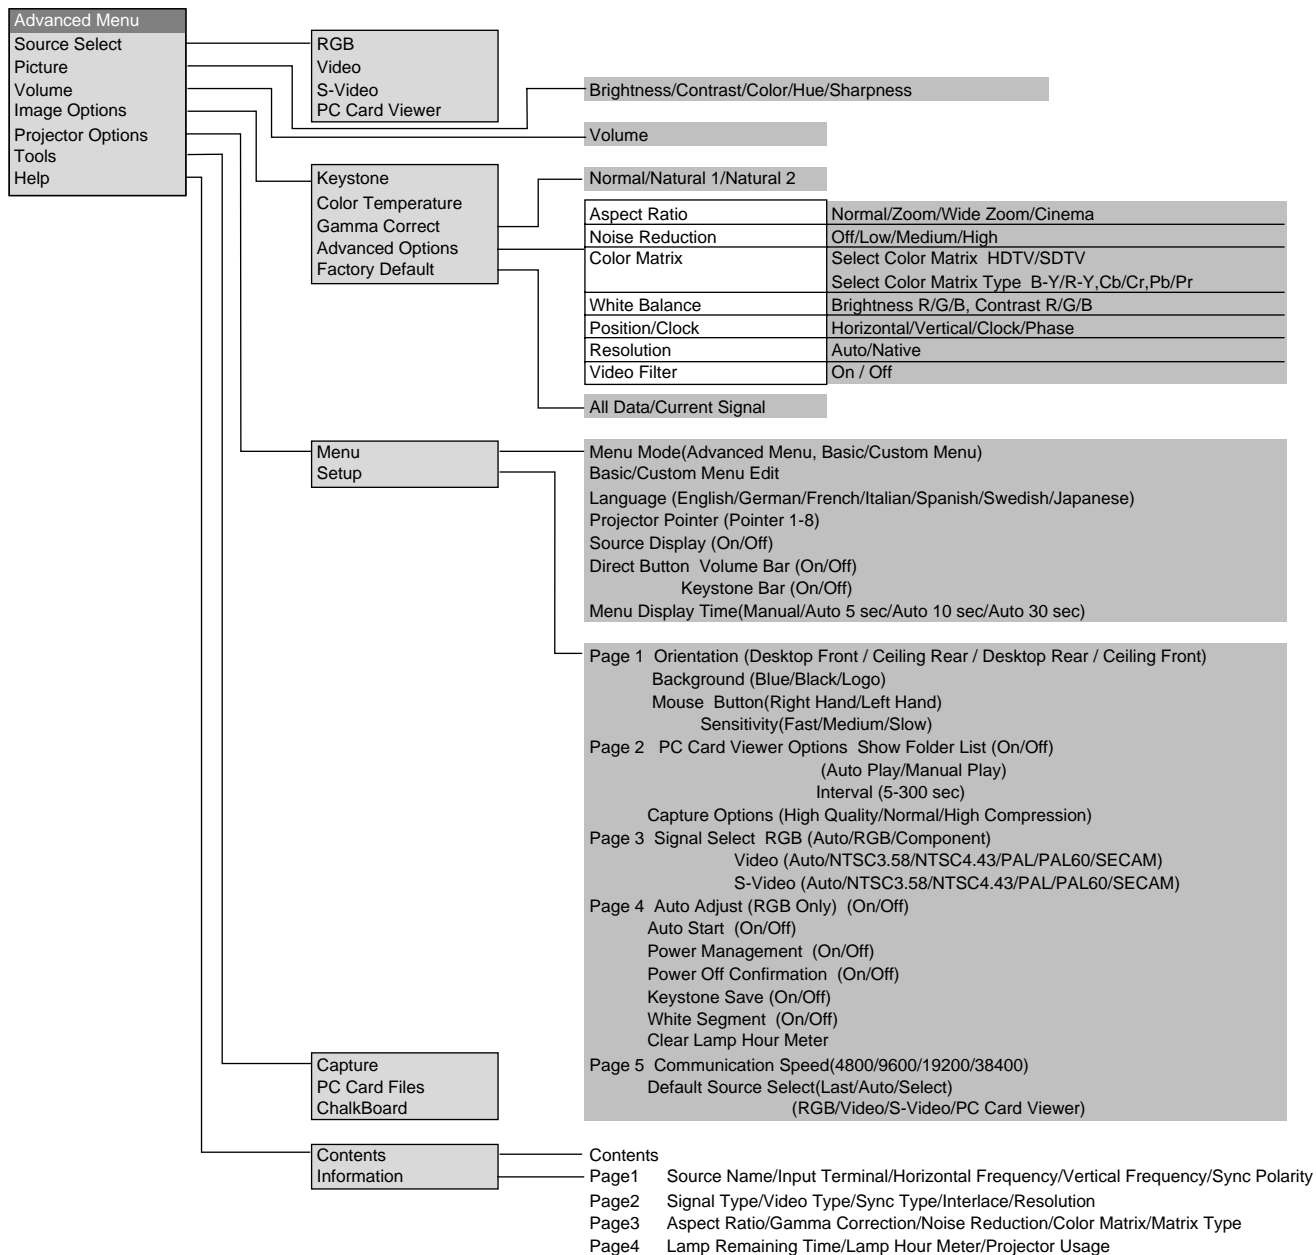 Advanced Menu
Source Select
Picture
Volume
Image Options
Projector Options
Tools
Help
RGB
Video
S-Video
PC Card Viewer
Brightness/Contrast/Color/Hue/Sharpness
Volume
Keystone
Color Temperature
Gamma Correct
Advanced Options
Factory Default
Normal/Natural 1/Natural 2
Aspect Ratio Normal/Zoom/Wide Zoom/Cinema
Noise Reduction Off/Low/Medium/High
Color Matrix Select Color Matrix HDTV/SDTV
Select Color Matrix Type B-Y/R-Y,Cb/Cr,Pb/Pr
White Balance Brightness R/G/B, Contrast R/G/B
Position/Clock Horizontal/Vertical/Clock/Phase
Resolution Auto/Native
Video Filter On / Off
All Data/Current Signal
Menu
Setup
Menu Mode(Advanced Menu, Basic/Custom Menu)
Basic/Custom Menu Edit
Language (English/German/French/Italian/Spanish/Swedish/Japanese)
Projector Pointer (Pointer 1-8)
Source Display (On/Off)
Direct Button Volume Bar (On/Off)
Keystone Bar (On/Off)
Menu Display Time(Manual/Auto 5 sec/Auto 10 sec/Auto 30 sec)
Page 1 Orientation (Desktop Front / Ceiling Rear / Desktop Rear / Ceiling Front)
Background (Blue/Black/Logo)
Mouse Button(Right Hand/Left Hand)
Sensitivity(Fast/Medium/Slow)
Page 2 PC Card Viewer Options Show Folder List (On/Off)
(Auto Play/Manual Play)
Interval (5-300 sec)
Capture Options (High Quality/Normal/High Compression)
Page 3 Signal Select RGB (Auto/RGB/Component)
Video (Auto/NTSC3.58/NTSC4.43/PAL/PAL60/SECAM)
S-Video (Auto/NTSC3.58/NTSC4.43/PAL/PAL60/SECAM)
Page 4 Auto Adjust (RGB Only) (On/Off)
Auto Start (On/Off)
Power Management (On/Off)
Power Off Confirmation (On/Off)
Keystone Save (On/Off)
White Segment (On/Off)
Clear Lamp Hour Meter
Page 5 Communication Speed(4800/9600/19200/38400)
Default Source Select(Last/Auto/Select)
(RGB/Video/S-Video/PC Card Viewer)
Capture
PC Card Files
ChalkBoard
Contents
Information
Contents
Page1 Source Name/Input Terminal/Horizontal Frequency/Vertical Frequency/Sync Polarity
Page2 Signal Type/Video Type/Sync Type/Interlace/Resolution
Page3 Aspect Ratio/Gamma Correction/Noise Reduction/Color Matrix/Matrix Type
Page4 Lamp Remaining Time/Lamp Hour Meter/Projector Usage